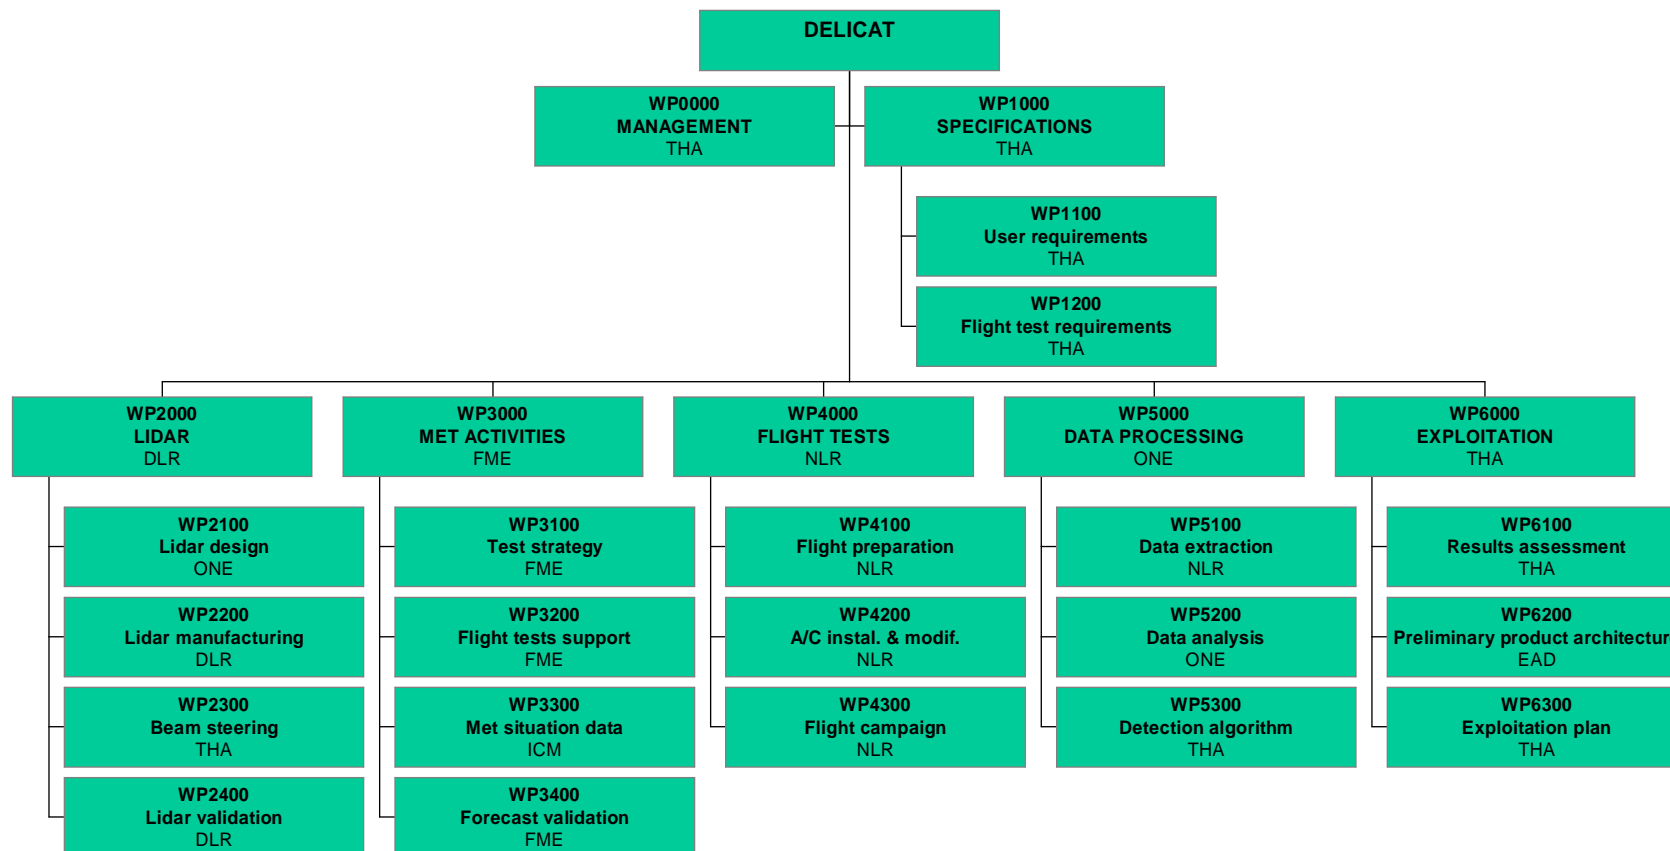 DELICAT
WP0000
MANAGEMENT
THA
WP1000
SPECIFICATIONS
THA
WP1100
User requirements
THA
WP1200
Flight test requirements
THA
WP2000
LIDAR
DLR
WP3000
MET ACTIVITIES
FME
WP4000
FLIGHT TESTS
NLR
WP5000
DATA PROCESSING
ONE
WP6000
EXPLOITATION
THA
WP2100
Lidar design
ONE
WP2200
Lidar manufacturing
DLR
WP2300
Beam steering
THA
WP2400
Lidar validation
DLR
WP3100
Test strategy
FME
WP3200
Flight tests support
FME
WP3300
Met situation data
ICM
WP3400
Forecast validation
FME
WP4100
Flight preparation
NLR
WP4200
A/C instal. & modif.
NLR
WP4300
Flight campaign
NLR
WP5100
Data extraction
NLR
WP5200
Data analysis
ONE
WP5300
Detection algorithm
THA
WP6100
Results assessment
THA
WP6200
Preliminary product architectur
EAD
WP6300
Exploitation plan
THA